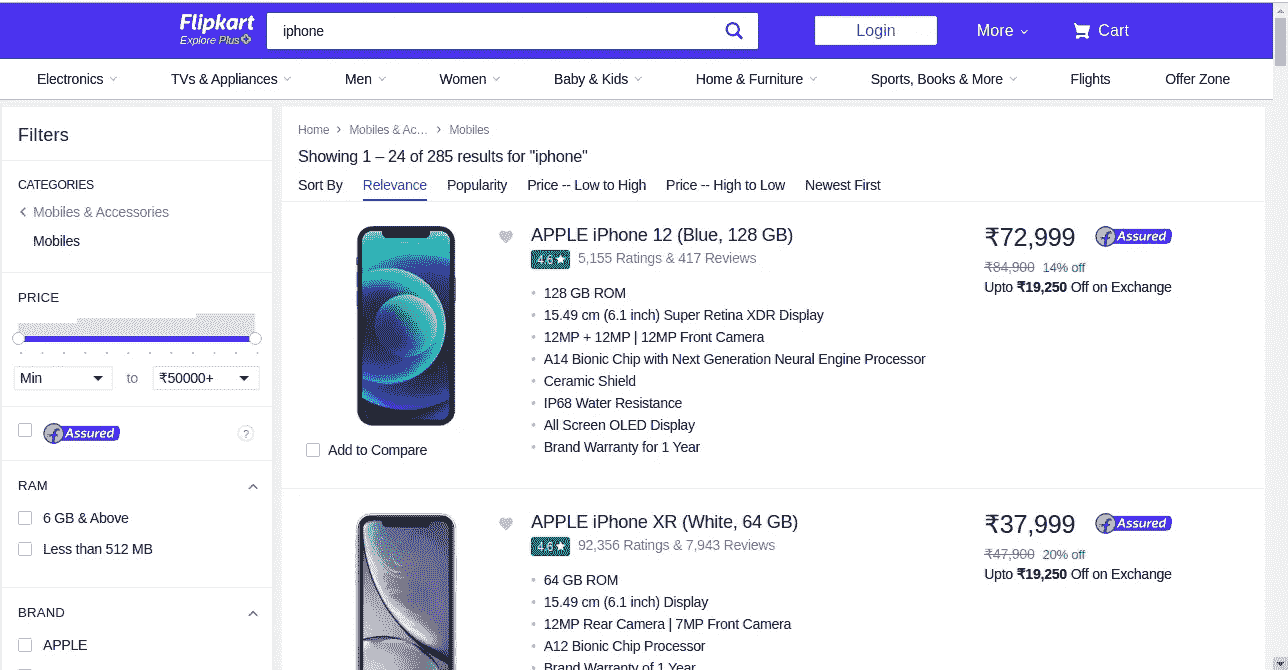 Flipkart
Explore Plus
iphone
Login
More
Cart
Electronics
TVs & Appliances
Men
Women
Baby & Kids
Home & Furniture
Sports, Books & More
Flights
Offer Zone
Filters
CATEGORIES
Mobiles & Accessories
Mobiles
PRICE
Min
to
₹50000+
Assured
?
RAM
6 GB & Above
Less than 512 MB
BRAND
APPLE
Home > Mobiles & Ac... > Mobiles
Showing 1 – 24 of 285 results for "iphone"
Sort By Relevance Popularity Price -- Low to High Price -- High to Low Newest First
APPLE iPhone 12 (Blue, 128 GB)
4.6★ 5,155 Ratings & 417 Reviews
128 GB ROM
15.49 cm (6.1 inch) Super Retina XDR Display
12MP + 12MP | 12MP Front Camera
A14 Bionic Chip with Next Generation Neural Engine Processor
Ceramic Shield
IP68 Water Resistance
All Screen OLED Display
Brand Warranty for 1 Year
Add to Compare
₹72,999
Assured
₹84,900 14% off
Upto ₹19,250 Off on Exchange
APPLE iPhone XR (White, 64 GB)
4.6★ 92,356 Ratings & 7,943 Reviews
64 GB ROM
15.49 cm (6.1 inch) Display
12MP Rear Camera | 7MP Front Camera
A12 Bionic Chip Processor
Brand Warranty of 1 Year
₹37,999
Assured
₹47,900 20% off
Upto ₹19,250 Off on Exchange